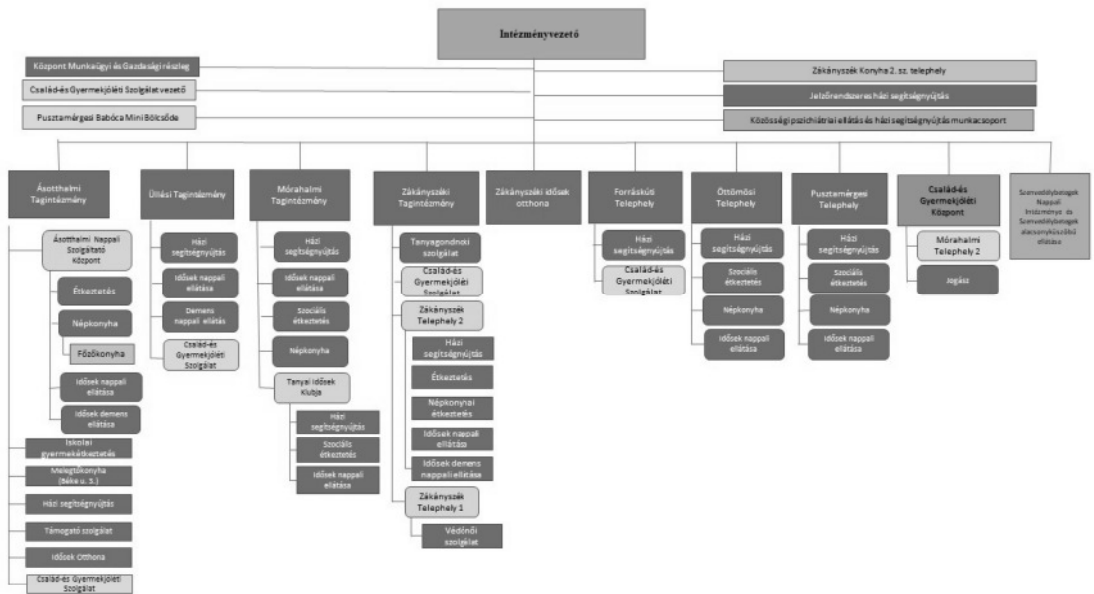 Intézményvezető
Központ Munkaügyi és Gazdasági részleg
Család-és Gyermekjóléti Szolgálat vezető
Pusztamérgesi Babóca Mini Bölcsőde
Zákányszék Konyha 2. sz. telephely
Jelzőrendszeres házi segítségnyújtás
Közösségi pszichiátriai ellátás és házi segítségnyújtás munkacsoport
Ásotthalmi
Tagintézmény
Ásotthalmi Nappali
Szolgáltató
Központ
Étkeztetés
Népkonyha
Főzőkonyha
Idősek nappali
ellátása
Idősek demens
ellátása
Iskolai
gyermekétkeztetés
Melegítőkonyha
(Béke u. 3.)
Házi segítségnyújtás
Támogató szolgálat
Idősek Otthona
Család-és Gyermekjóléti
Szolgálat
Üllési Tagintézmény
Házi
segítségnyújtás
Idősek nappali
ellátása
Demens
nappali ellátás
Család-és
Gyermekjóléti
Szolgálat
Mórahalmi
Tagintézmény
Házi
segítségnyújtás
Idősek nappali
ellátása
Szociális
étkeztetés
Népkonyha
Tanyai Idősek
Klubja
Házi
segítségnyújtás
Szociális
étkeztetés
Idősek nappali
ellátása
Zákányszéki
Tagintézmény
Tanyagondnoki
szolgálat
Család-és
Gyermekjóléti
Szolgálat
Zákányszék
Telephely 2
Házi
segítségnyújtás
Étkeztetés
Népkonyhai
étkeztetés
Idősek nappali
elllátása
Idősek demens
nappali ellátása
Zákányszék
Telephely 1
Védőnői
szolgálat
Zákányszéki idősek
otthona
Forráskúti
Telephely
Házi
segítségnyújtás
Család-és
Gyermekjóléti
Szolgálat
Öttömösi
Telephely
Házi
segítségnyújtás
Szociális
étkeztetés
Népkonyha
Idősek nappali
ellátása
Pusztamérgesi
Telephely
Házi
segítségnyújtás
Szociális
étkeztetés
Népkonyha
Idősek nappali
ellátása
Család-és
Gyermekjóléti
Központ
Mórahalmi
Telephely 2
Jogász
Szenvedélybetegek
Nappali
Intézménye és
Szenvedélybetegek
alacsonyküszöbű
ellátása